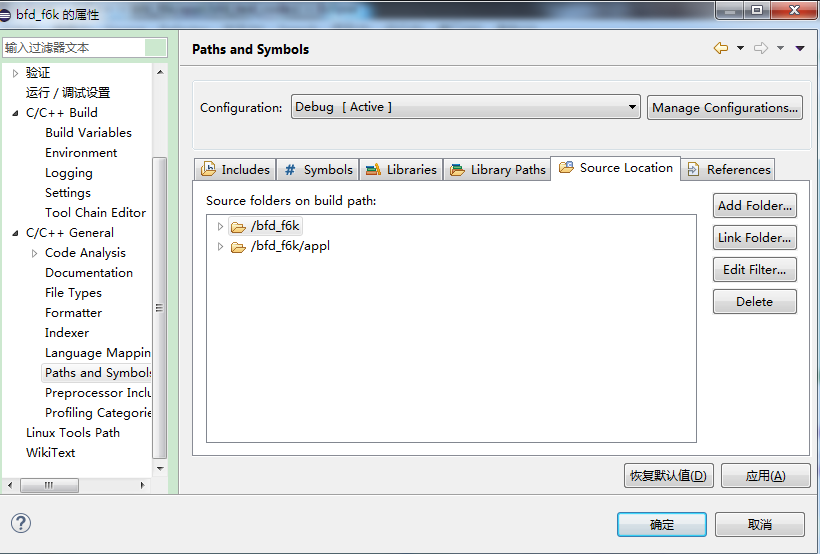 bfd_f6k 的属性
输入过滤器文本
验证
运行 / 调试设置
C/C++ Build
Build Variables
Environment
Logging
Settings
Tool Chain Editor
C/C++ General
Code Analysis
Documentation
File Types
Formatter
Indexer
Language Mappin
Paths and Symbols
Preprocessor Inclu
Profiling Categorie
Linux Tools Path
WikiText
Paths and Symbols
Configuration:
Debug [ Active ]
Manage Configurations...
Includes
# Symbols
Libraries
Library Paths
Source Location
References
Source folders on build path:
/bfd_f6k
/bfd_f6k/appl
Add Folder...
Link Folder...
Edit Filter...
Delete
恢复默认值(D)
应用(A)
确定
取消